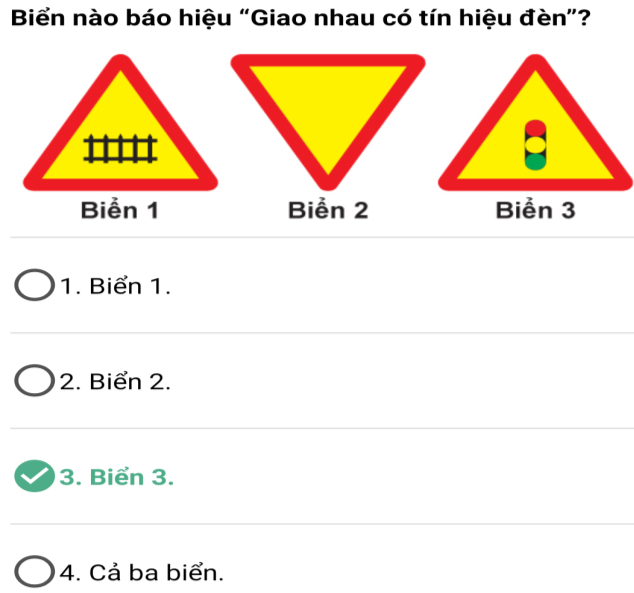 Biển nào báo hiệu “Giao nhau có tín hiệu đèn”?
Biển 1
Biển 2
Biển 3
1. Biển 1.
2. Biển 2.
3. Biển 3.
4. Cả ba biển.